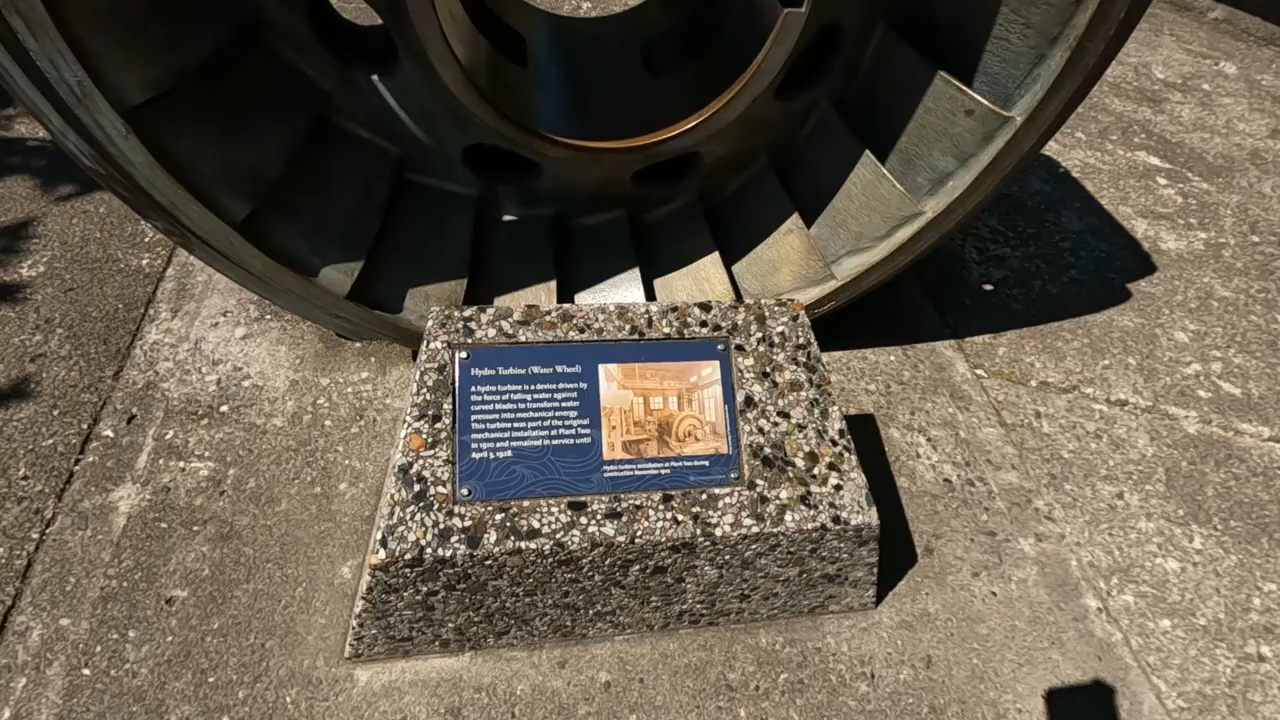 Hydro Turbine (Water Wheel)
A hydro turbine is a device driven by
the force of falling water against
curved blades to transform water
pressure into mechanical energy.
This turbine was part of the original
mechanical installation at Plant Two
in 1910 and remained in service until
April 3, 1928.
Hydro turbine installation at Plant Two during
construction November 1910.